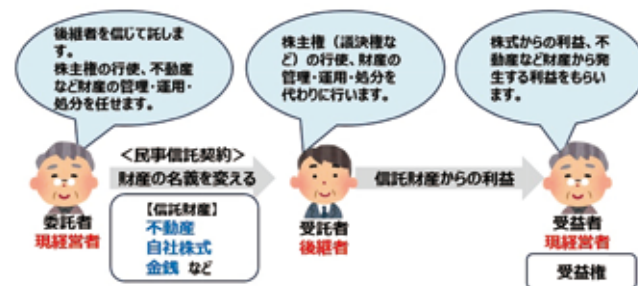 後継者を信じて託しま
す。
株主権の行使、不動産
など財産の管理・運用・
処分を任せます。
株主権（議決権な
ど）の行使、財産の
管理・運用・処分を
代わりに行います。
株式からの利益、不
動産など財産から発
生する利益をもらい
ます。
＜民事信託契約＞
財産の名義を変える
信託財産からの利益
【信託財産】
不動産
自社株式
金銭 など
委託者
現経営者
受託者
後継者
受益者
現経営者
受益権